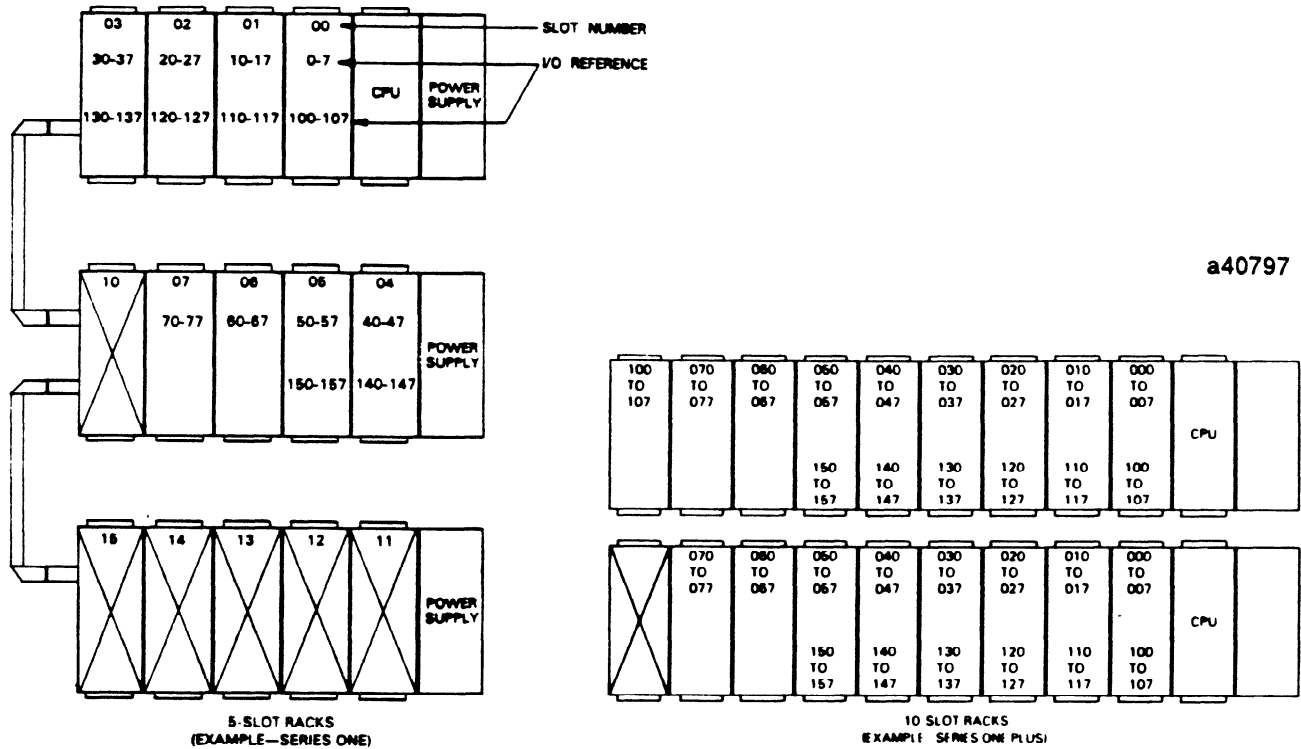 03 02 01 00 SLOT NUMBER
30-37 20-27 10-17 0-7 I/O REFERENCE
CPU POWER
SUPPLY
130-137 120-127 110-117 100-107
10 07 06 05 04
70-77 60-67 50-57 40-47
POWER
SUPPLY
150-157 140-147
15 14 13 12 11
POWER
SUPPLY
5-SLOT RACKS
(EXAMPLE—SERIES ONE)
a40797
100 070 060 050 040 030 020 010 000
TO TO TO TO TO TO TO TO TO
107 077 067 057 047 037 027 017 007
CPU
150 140 130 120 110 100
TO TO TO TO TO TO
157 147 137 127 117 107
070 060 050 040 030 020 010 000
TO TO TO TO TO TO TO TO
077 067 057 047 037 027 017 007
CPU
150 140 130 120 110 100
TO TO TO TO TO TO
157 147 137 127 117 107
10 SLOT RACKS
(EXAMPLE SERIES ONE PLUS)